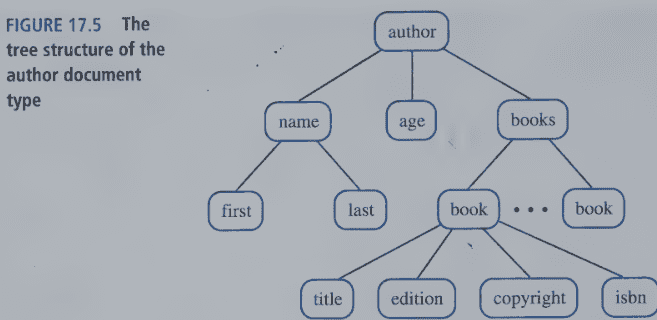 FIGURE 17.5 The
tree structure of the
author document
type
author
name age books
first last book • • • book
title edition copyright isbn